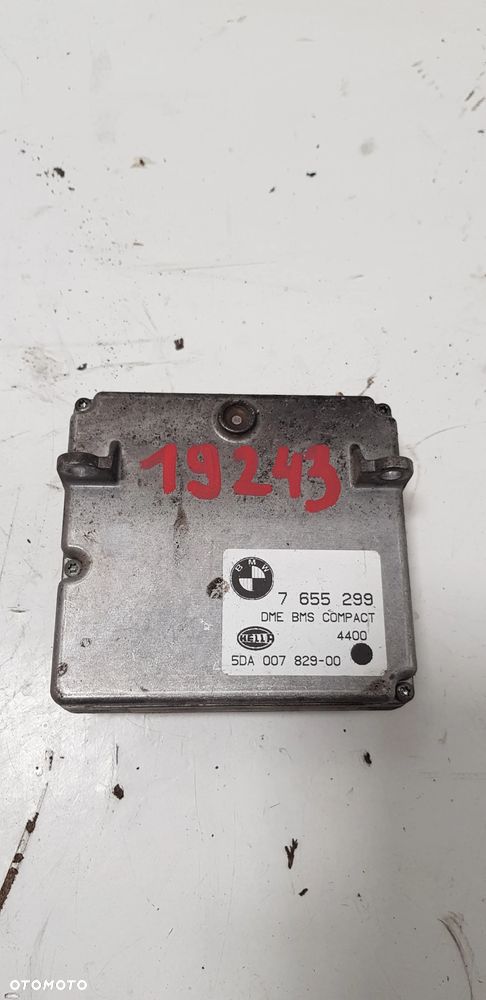 19243
BMW
7 655 299
DME BMS COMPACT
HELLA
4400
5DA 007 829-00
OTOMOTO